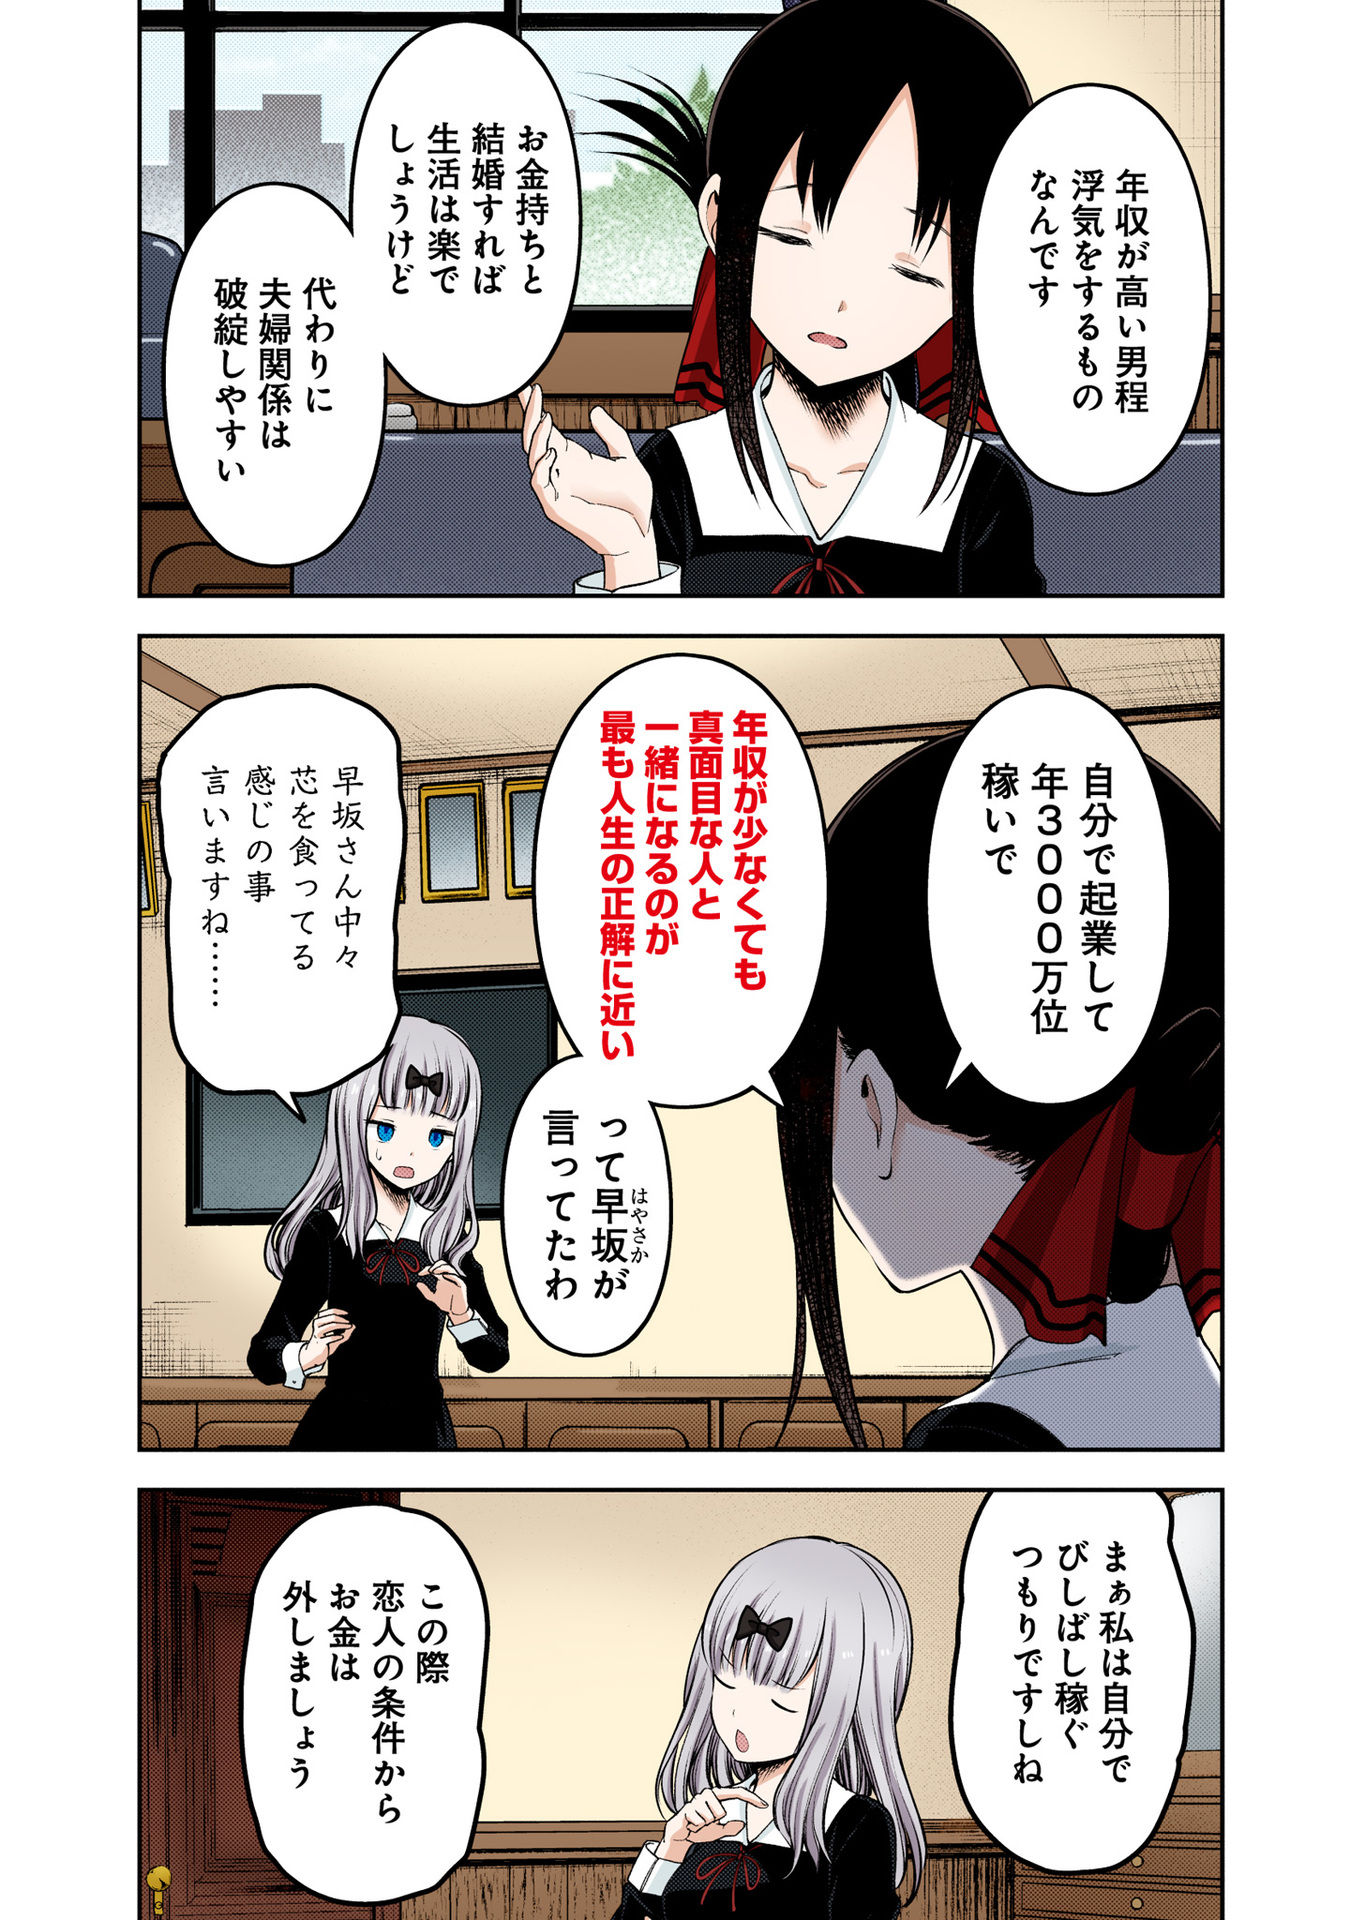 年収が高い男程
浮気をするもの
なんです
お金持ちと
結婚すれば
生活は楽で
しょうけど
代わりに
夫婦関係は
破綻しやすい
自分で起業して
年3000万位
稼いで
年収が少なくても
真面目な人と
一緒になるのが
最も人生の正解に近い
って早坂が
はやさか
言ってたわ
早坂さん中々
芯を食ってる
感じの事
言いますね……
まぁ私は自分で
びしばし稼ぐ
つもりですしね
この際
恋人の条件から
お金は
外しましょう